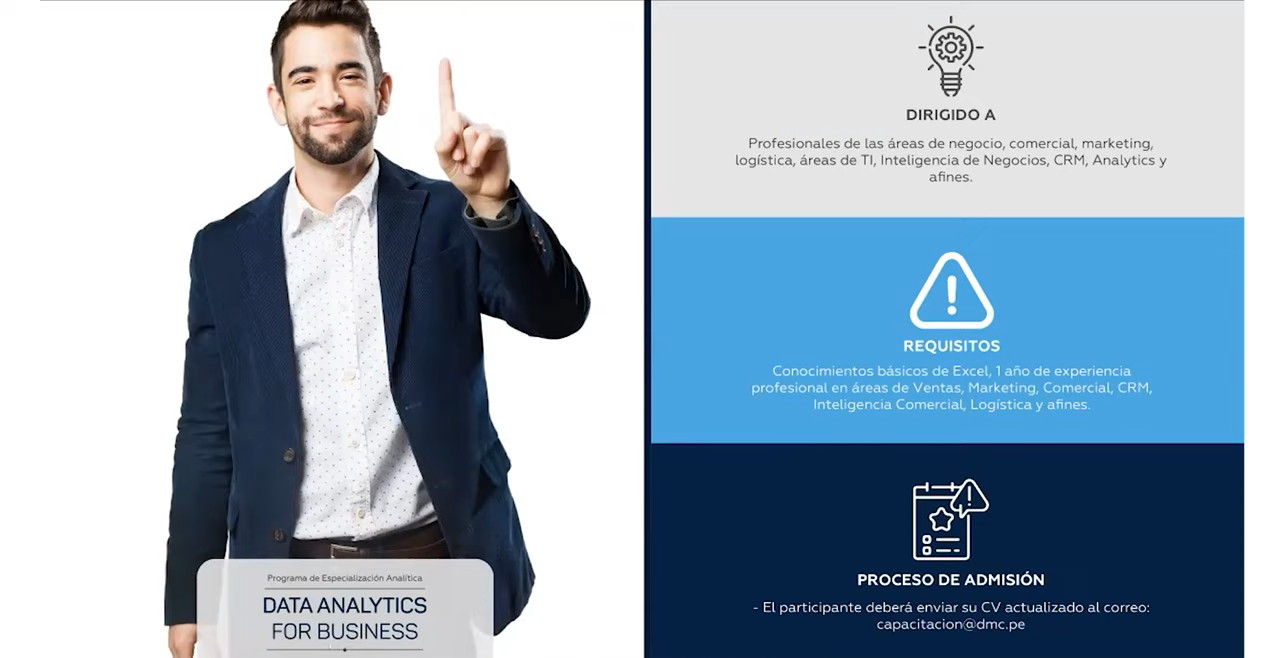 Programa de Especialización Analítica
DATA ANALYTICS
FOR BUSINESS
DIRIGIDO A
Profesionales de las áreas de negocio, comercial, marketing,
logística, áreas de TI, Inteligencia de Negocios, CRM, Analytics y
afines.
REQUISITOS
Conocimientos básicos de Excel, 1 año de experiencia
profesional en áreas de Ventas, Marketing, Comercial, CRM,
Inteligencia Comercial, Logística y afines.
PROCESO DE ADMISIÓN
- El participante deberá enviar su CV actualizado al correo:
capacitacion@dmc.pe